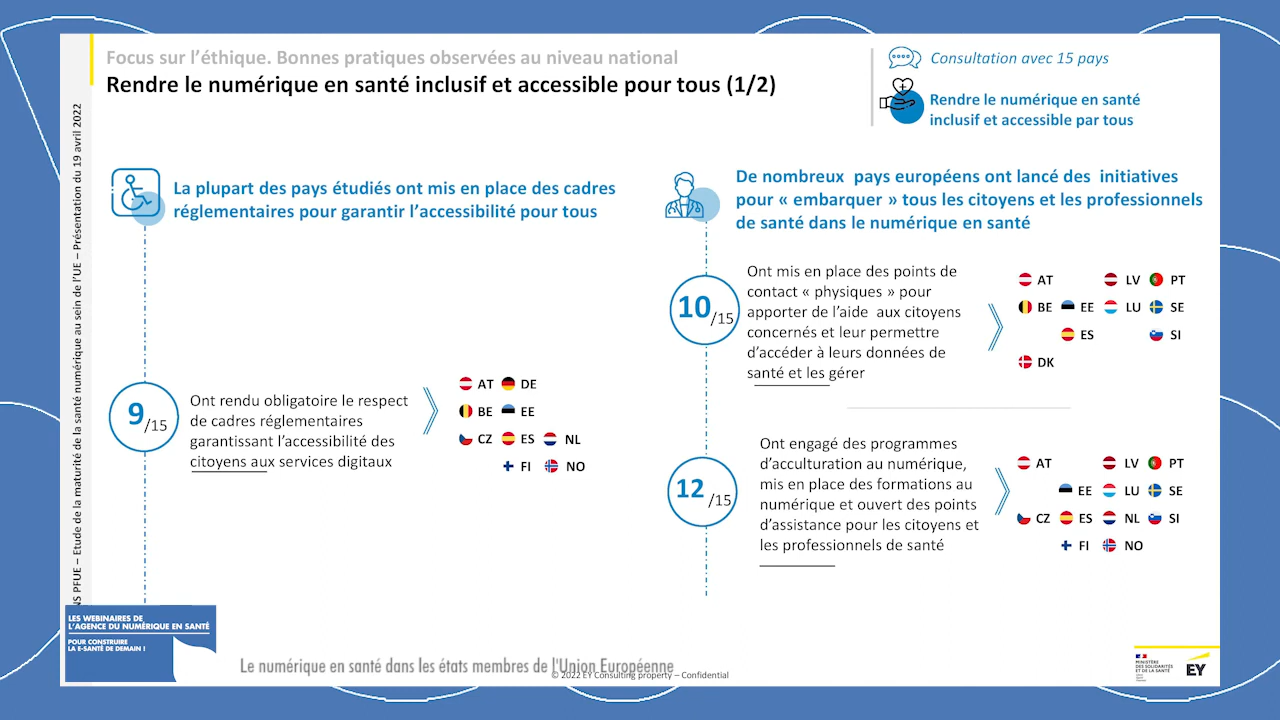 Focus sur l'éthique. Bonnes pratiques observées au niveau national
Rendre le numérique en santé inclusif et accessible pour tous (1/2)
Consultation avec 15 pays
Rendre le numérique en santé
inclusif et accessible par tous
NS PFUE – Etude de la maturité de la santé numérique au sein de l'UE – Présentation du 19 avril 2022
La plupart des pays étudiés ont mis en place des cadres
réglementaires pour garantir l'accessibilité pour tous
9/15
Ont rendu obligatoire le respect
de cadres réglementaires
garantissant l'accessibilité des
citoyens aux services digitaux
AT DE
BE EE
CZ ES NL
FI NO
De nombreux pays européens ont lancé des initiatives
pour « embarquer » tous les citoyens et les professionnels
de santé dans le numérique en santé
10/15
Ont mis en place des points de
contact « physiques » pour
apporter de l'aide aux citoyens
concernés et leur permettre
d'accéder à leurs données de
santé et les gérer
AT LV PT
BE EE LU SE
ES SI
DK
12/15
Ont engagé des programmes
d'acculturation au numérique,
mis en place des formations au
numérique et ouvert des points
d'assistance pour les citoyens et
les professionnels de santé
AT LV PT
EE LU SE
CZ ES NL SI
FI NO
LES WEBINAIRES DE
L'AGENCE DU NUMÉRIQUE EN SANTÉ
POUR CONSTRUIRE
LA E-SANTÉ DE DEMAIN !
Le numérique en santé dans les états membres de l'Union Européenne
© 2022 EY Consulting property – Confidential
MINISTÈRE
DES SOLIDARITÉS
ET DE LA SANTÉ
EY